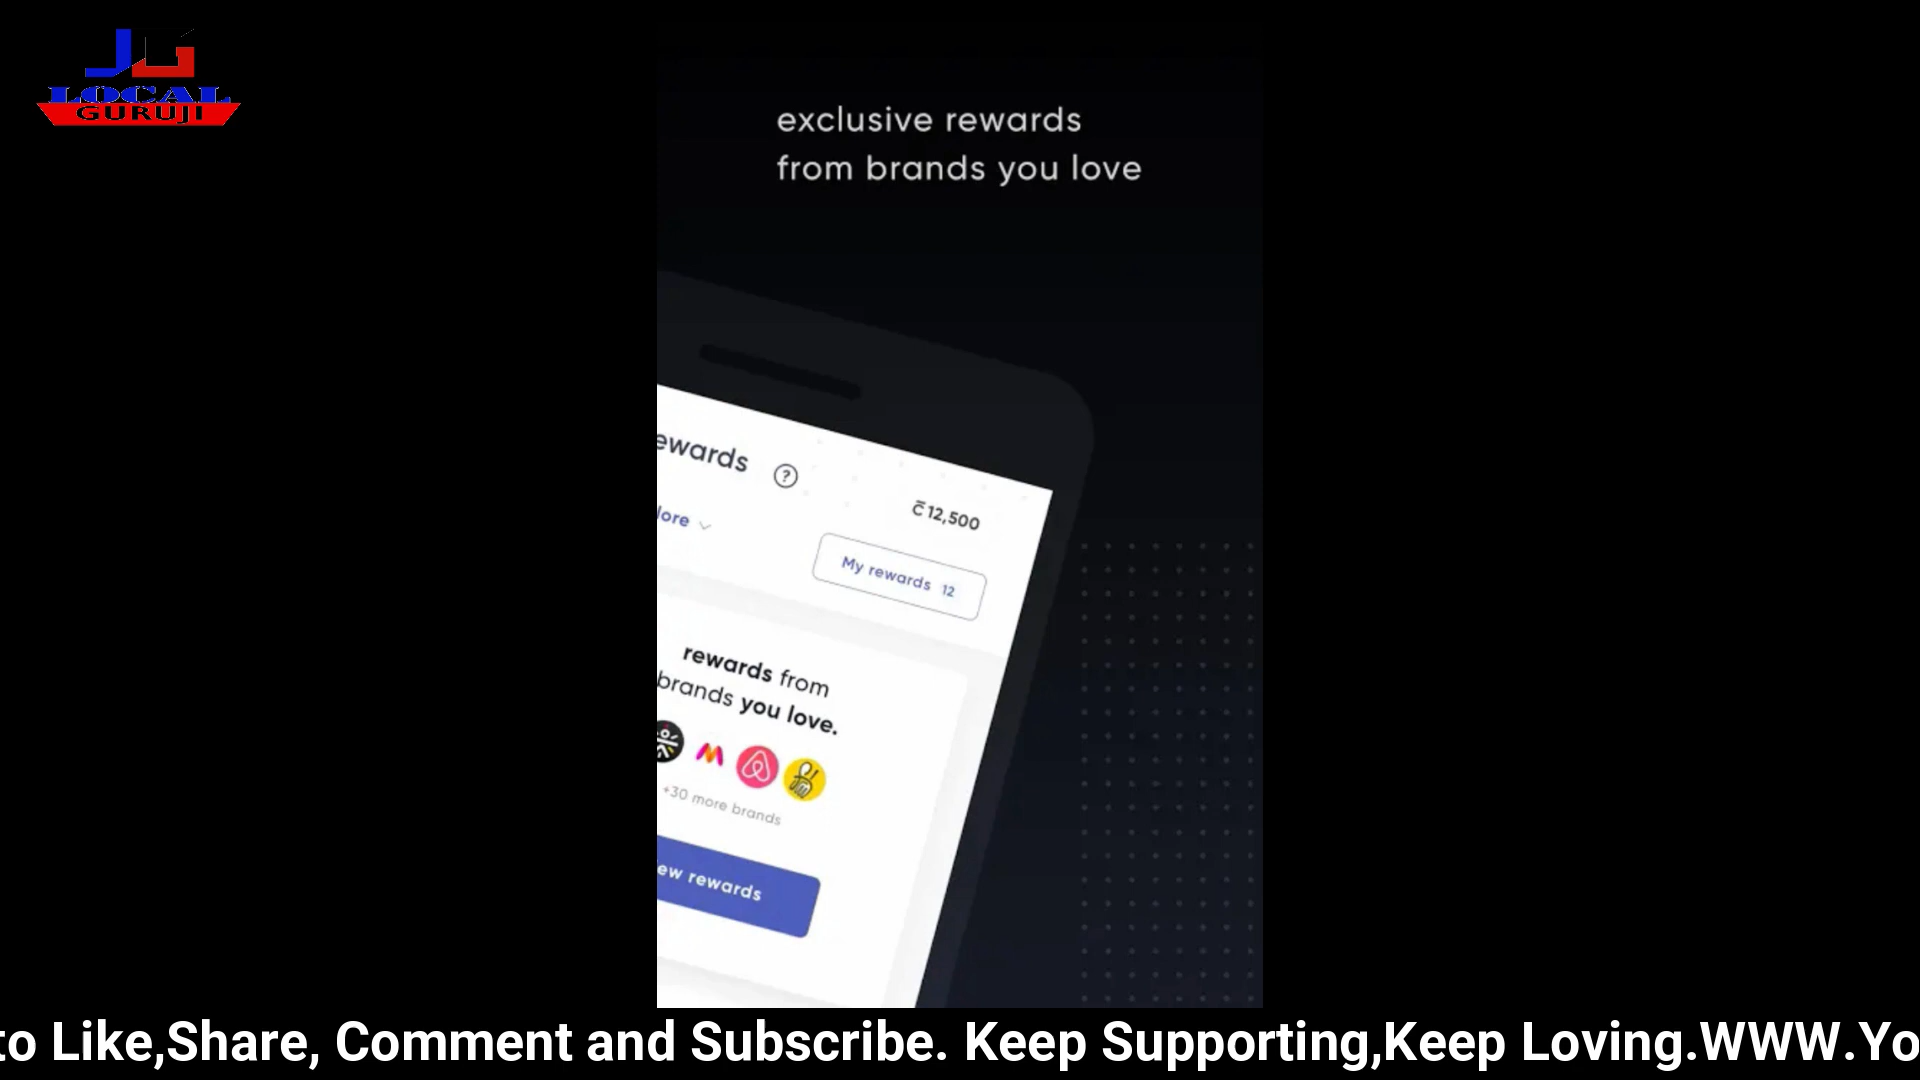 JG
LOCAL
GURUJI
exclusive rewards
from brands you love
ewards ?
12,500
lore
My rewards 12
rewards from
brands you love.
+30 more brands
ew rewards
to Like,Share, Comment and Subscribe. Keep Supporting,Keep Loving.WWW.Yo